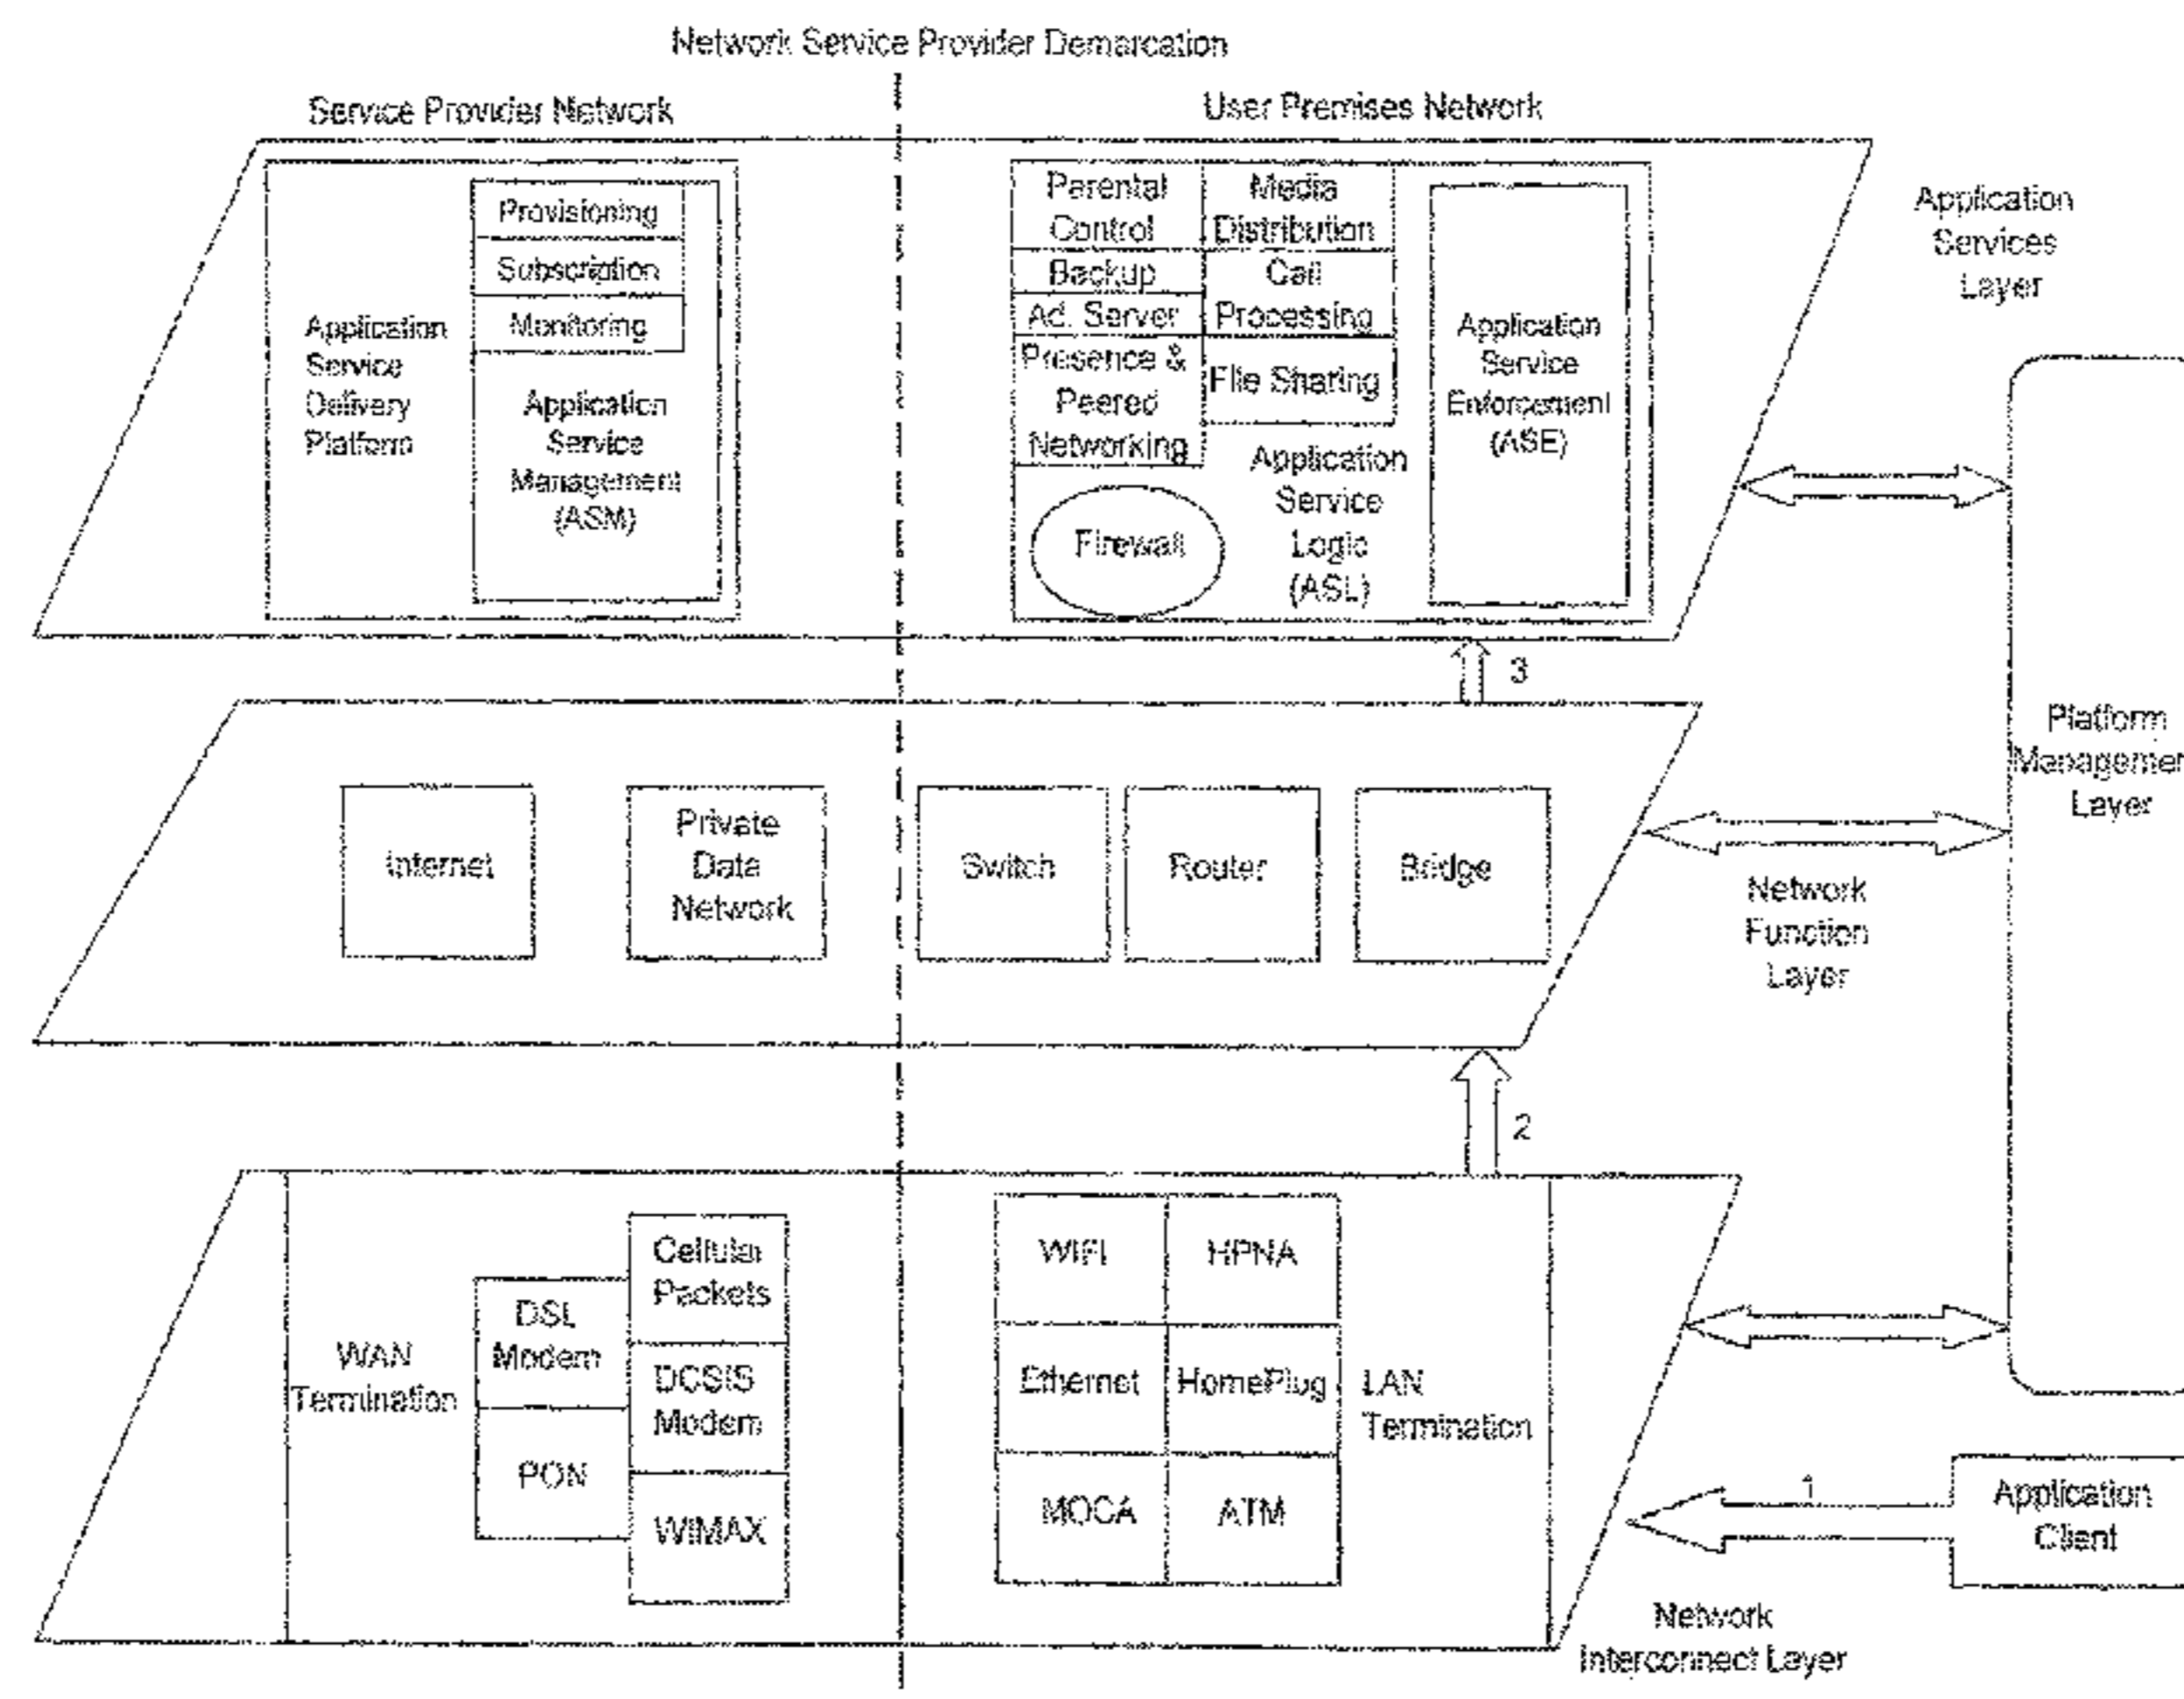 Network Service Provider Demarcation
Service Provider Network
User Premises Network
Provisioning
Subscription
Monitoring
Application
Service
Delivery
Platform
Application
Service
Management
(ASM)
Parental
Control
Media
Distribution
Backup
Call
Processing
Ad. Server
Presence &
Peered
Networking
File Sharing
Firewall
Application
Service
Logic
(ASL)
Application
Service
Enforcement
(ASE)
Application
Services
Layer
3
Internet
Private
Data
Network
Switch
Router
Bridge
Network
Function
Layer
Platform
Managemen
Layer
2
WAN
Termination
DSL
Modem
PON
Cellular
Packets
DCSIS
Modem
WIMAX
WIFI
HPNA
Ethernet
HomePlug
MOCA
ATM
LAN
Termination
1
Application
Client
Network
Interconnect Layer